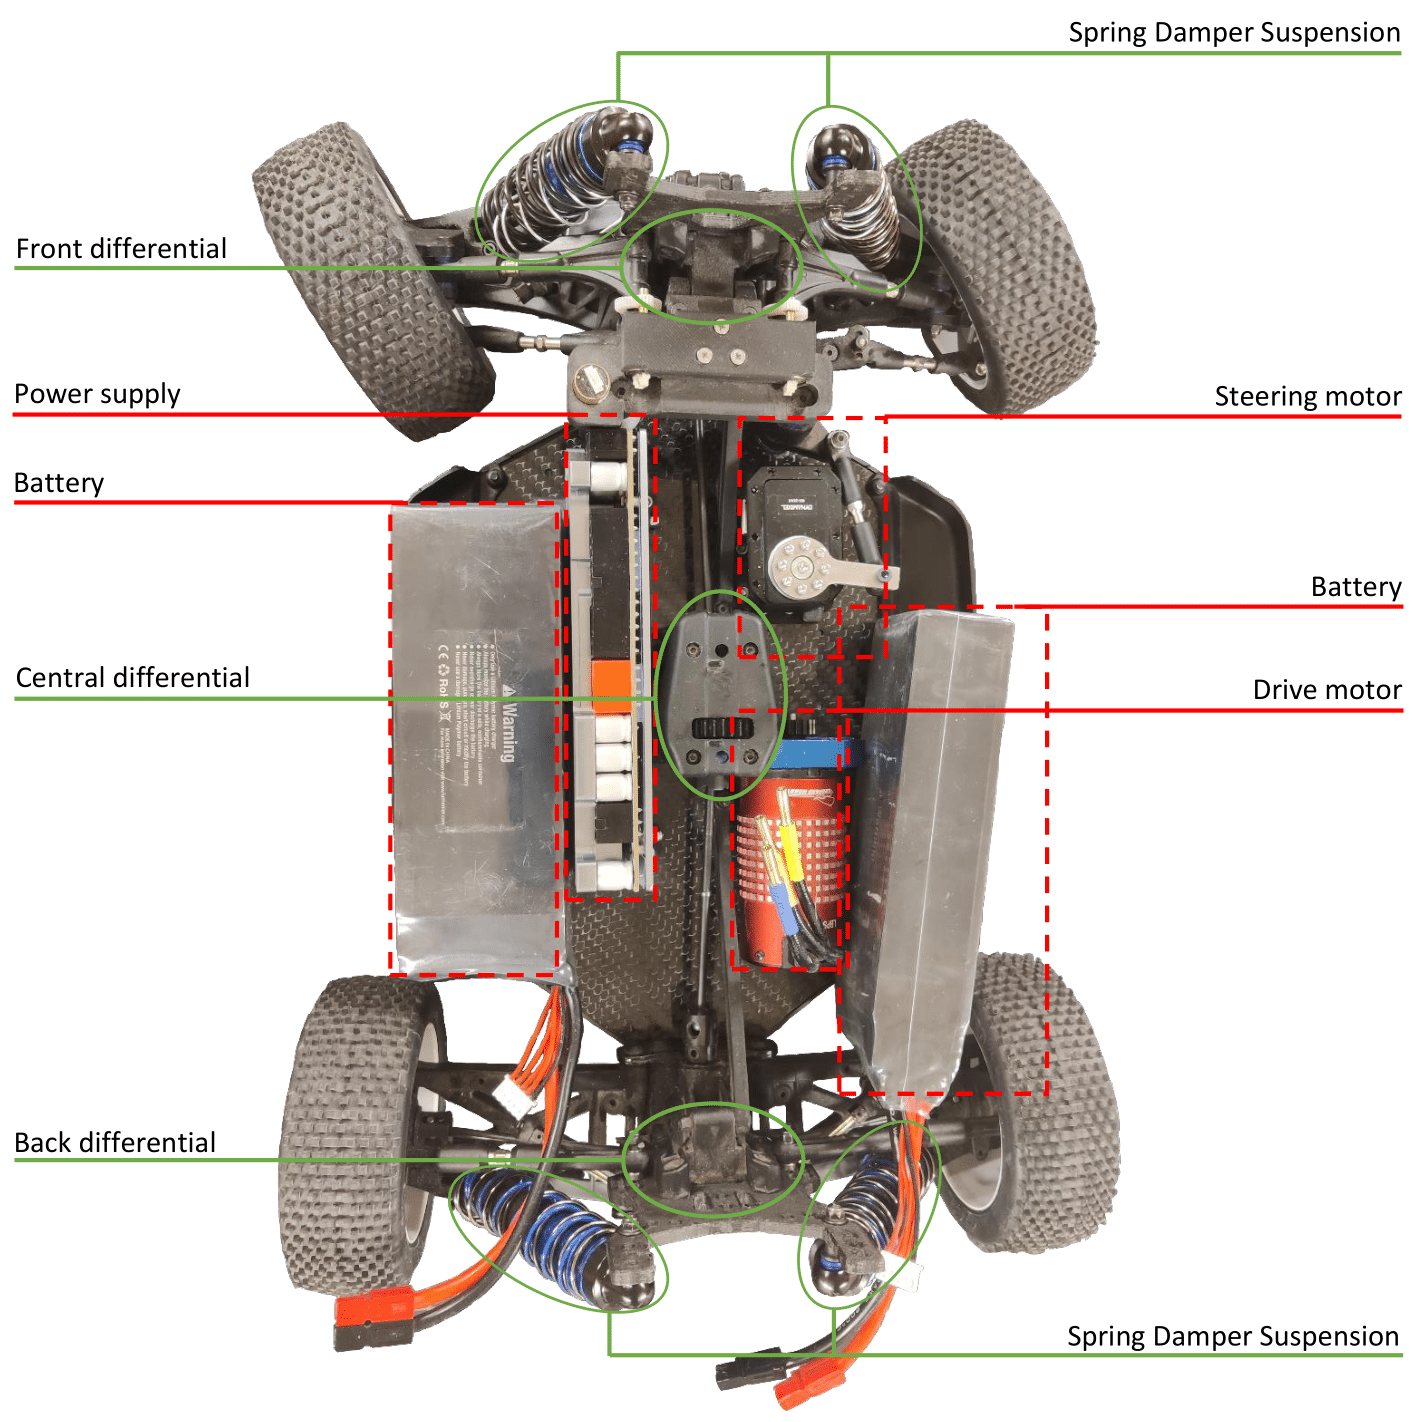 Spring Damper Suspension
Front differential
Power supply
Steering motor
Battery
Battery
Central differential
Warning
RoHS
Drive motor
Back differential
Spring Damper Suspension